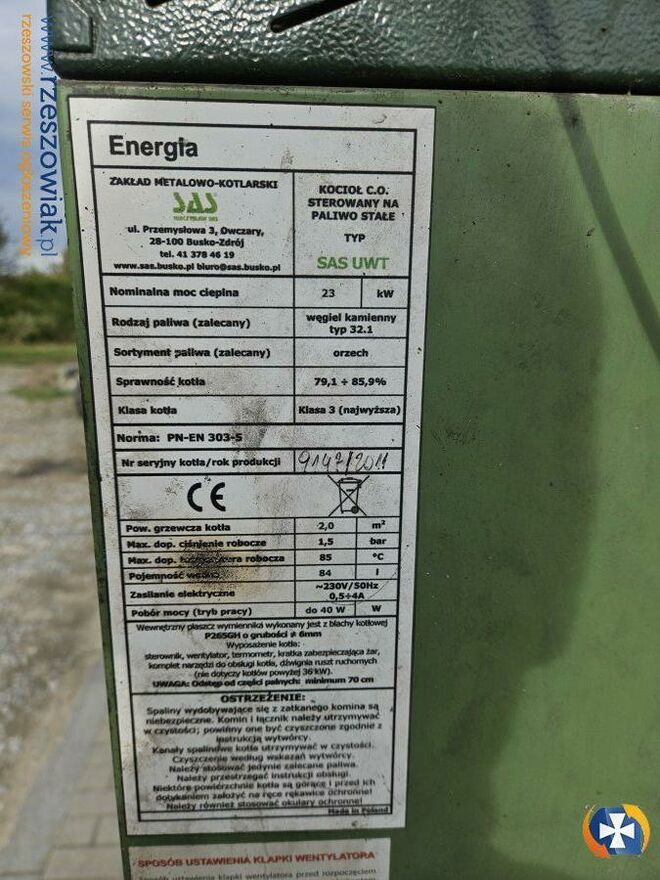 www.rzeszowiak.pl
rzeszowski serwis ogłoszeniowy
Energia
ZAKŁAD METALOWO-KOTLARSKI
SAS
ul. Przemysłowa 3, Owczary,
28-100 Busko-Zdrój
tel. 41 378 46 19
www.sas.busko.pl biuro@sas.busko.pl
KOCIOŁ C.O.
STEROWANY NA
PALIWO STAŁE
TYP
SAS UWT
Nominalna moc cieplna 23 kW
Rodzaj paliwa (zalecany) węgiel kamienny
typ 32.1
Sortyment paliwa (zalecany) orzech
Sprawność kotła 79,1 ÷ 85,9%
Klasa kotła Klasa 3 (najwyższa)
Norma: PN-EN 303-5
Nr seryjny kotła/rok produkcji 9147/2011
CE
Pow. grzewcza kotła 2,0 m²
Max. dop. ciśnienie robocze 1,5 bar
Max. dop. robocza 85 °C
Pojemność 84 l
Zasilanie elektryczne ~230V/50Hz
0,5÷4A
Pobór mocy (tryb pracy) do 40 W W
Wewnętrzny płaszcz wymiennika wykonany jest z blachy kotłowej
P265GH o grubości 6mm
Wyposażenie kotła:
sterownik, wentylator, termometr, kratka zabezpieczająca żar,
komplet narzędzi do obsługi kotła, dźwignia ruszt ruchomych
(nie dotyczy kotłów powyżej 36 kW).
UWAGA: Odstęp od części palnych: minimum 70 cm
OSTRZEŻENIE:
Spaliny wydobywające się z zatkanego komina są
niebezpieczne. Komin i łącznik należy utrzymywać
w czystości; powinny one być czyszczone zgodnie z
instrukcją wytwórcy.
Kanały spalinowe kotła utrzymywać w czystości.
Czyszczenie według wskazań wytwórcy.
Należy stosować jedynie zalecane paliwa.
Należy przestrzegać instrukcji obsługi.
Niektóre powierzchnie kotła są gorące i przed ich
dotykaniem założyć na ręce rękawice ochronne!
Należy również stosować okulary ochronne!
Made in Poland
SPOSÓB USTAWIENIA KLAPKI WENTYLATORA
Sposób ustawienia klapki wentylatora przed rozpoczęciem